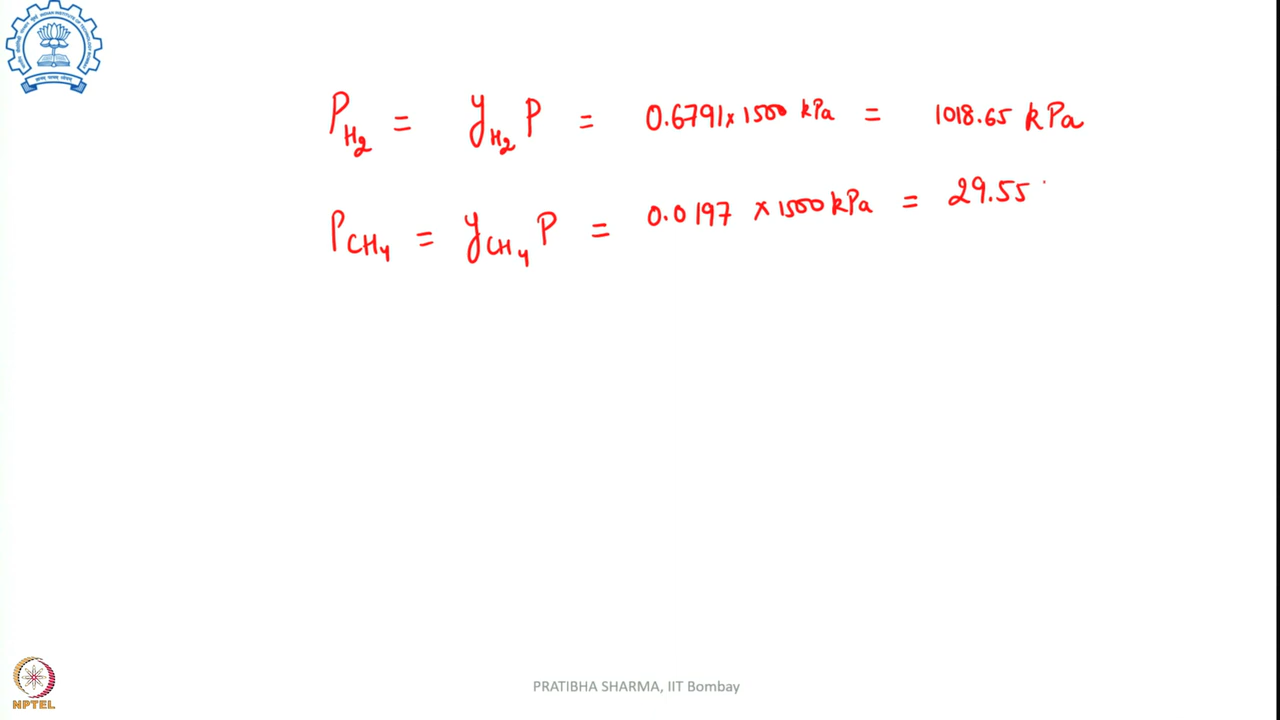 P_H2 = y_H2 P = 0.6791 x 1500 kPa = 1018.65 kPa
P_CH4 = y_CH4 P = 0.0197 x 1500 kPa = 29.55
NPTEL
PRATIBHA SHARMA, IIT Bombay